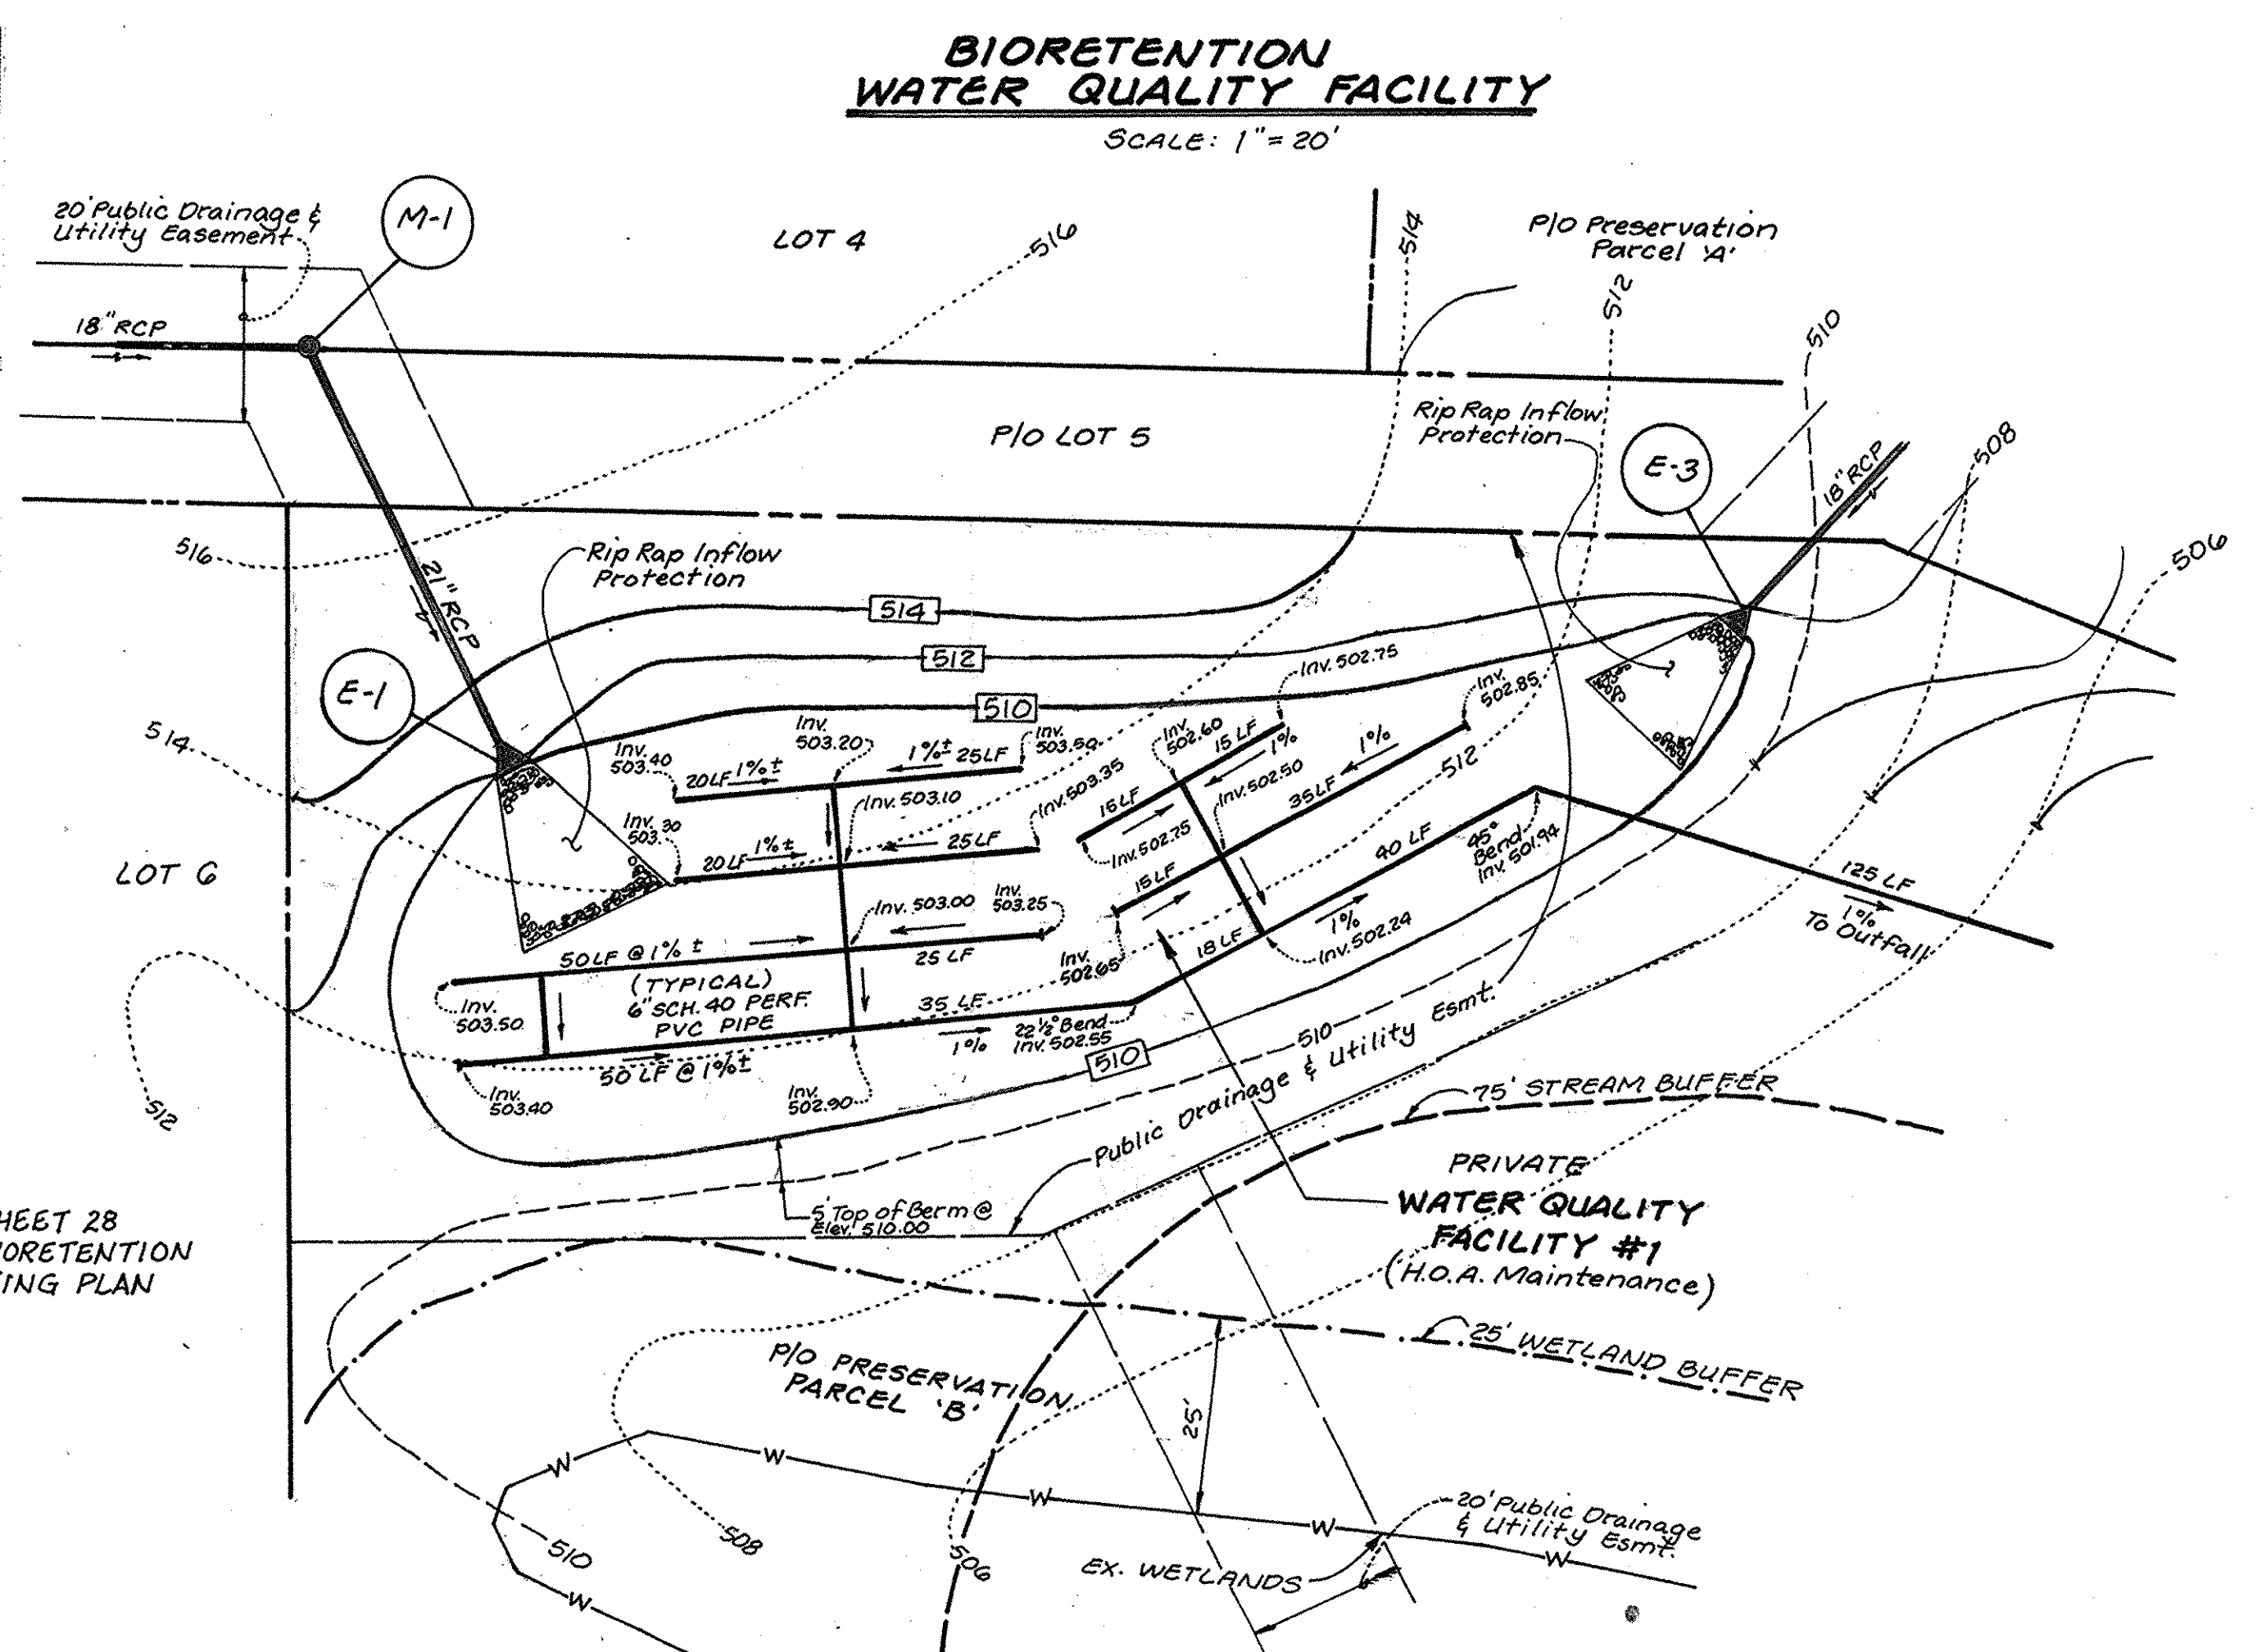 BIORETENTION
WATER QUALITY FACILITY
SCALE: 1"= 20'
20' Public Drainage &
Utility Easement
M-1
LOT 4
516
514
P/O Preservation
Parcel 'A'
512
510
18" RCP
P/O LOT 5
Rip Rap Inflow
Protection
E-3
18" RCP
508
506
516
Rip Rap Inflow
Protection
21" RCP
514
512
510
E-1
514
Inv. 502.75
Inv.
502.85
Inv.
503.40
Inv.
503.20
1%± 25LF
Inv.
503.50
Inv.
502.60
15 LF
1%
1%
20LF 1%±
Inv. 503.10
Inv. 503.35
15 LF
Inv. 502.50
35LF
512
Inv.
503.30
20LF 1%±
25LF
Inv. 502.75
40 LF
45°
Bend
Inv. 501.94
LOT 6
125 LF
1%
To Outfall
15 LF
Inv. 503.00
Inv.
503.25
50LF @ 1% ±
25 LF
Inv.
502.65
18 LF
1%
Inv. 502.24
(TYPICAL)
6" SCH. 40 PERF.
PVC PIPE
Inv.
503.50
35 LF
1%
22½° Bend
Inv. 502.55
50 LF @ 1%±
Inv.
503.40
Inv.
502.90
510
510
512
Public Drainage & Utility Esmt.
75' STREAM BUFFER
PRIVATE
WATER QUALITY
FACILITY #1
(H.O.A. Maintenance)
5' Top of Berm @
Elev. 510.00
HEET 28
IORETENTION
TING PLAN
P/O PRESERVATION
PARCEL 'B'
25' WETLAND BUFFER
25'
W
W
W
W
W
W
510
508
506
EX. WETLANDS
20' Public Drainage
& Utility Esmt.